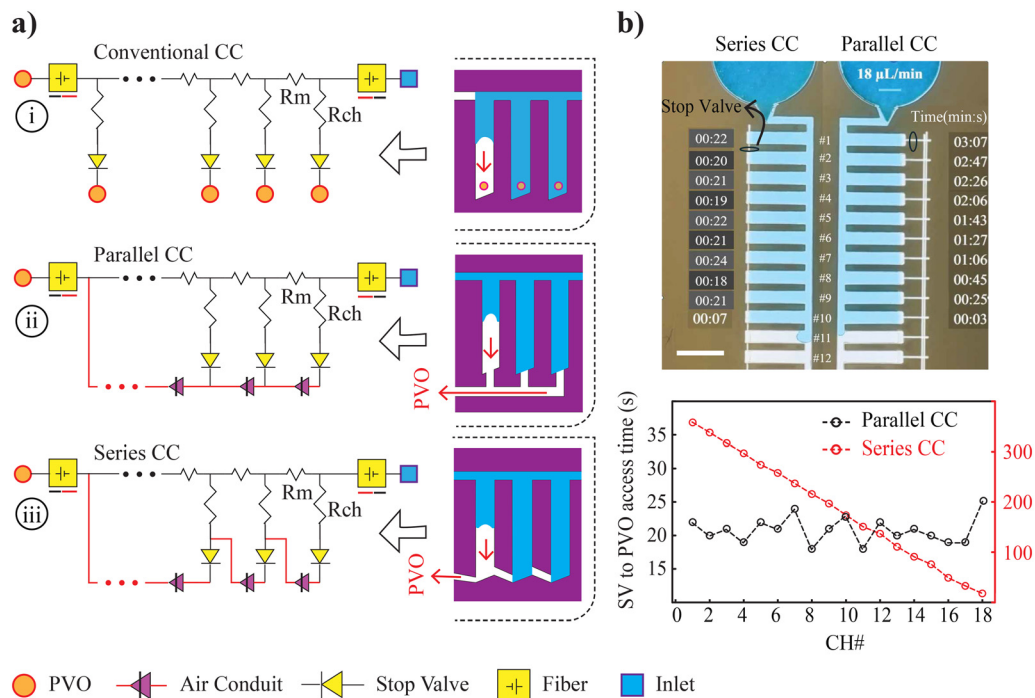 a)
Conventional CC
Rm
Rch
i
Parallel CC
Rm
Rch
ii
PVO
Series CC
Rm
Rch
iii
PVO
b)
Series CC Parallel CC
18 µL/min
Stop Valve
Time(min:s)
00:22 #1 03:07
00:20 #2 02:47
00:21 #3 02:26
00:19 #4 02:06
00:22 #5 01:43
00:21 #6 01:27
00:24 #7 01:06
00:18 #8 00:45
00:21 #9 00:25
00:07 #10 00:03
#11
#12
SV to PVO access time (s)
35
30
25
20
15
10
Parallel CC
Series CC
300
200
100
0 2 4 6 8 10 12 14 16 18
CH#
PVO Air Conduit Stop Valve Fiber Inlet